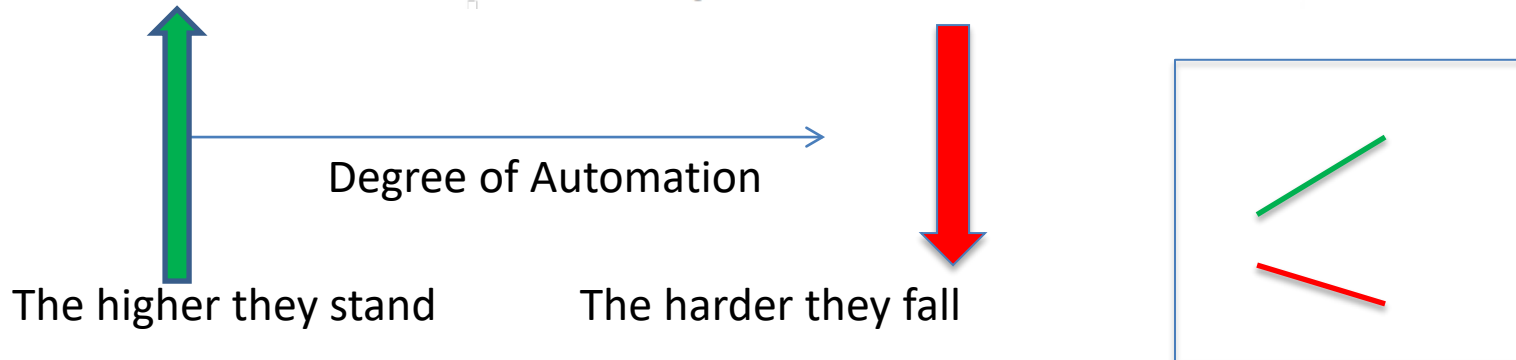 Degree of Automation
The higher they stand
The harder they fall